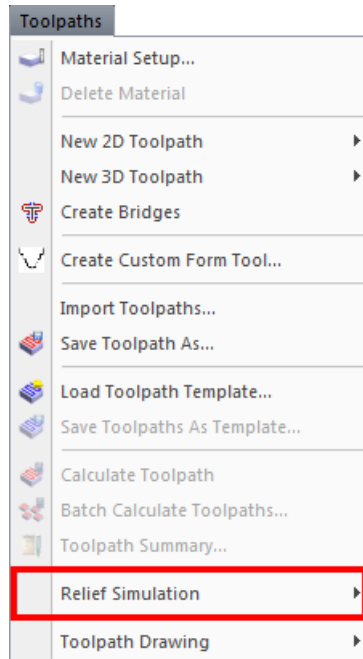 Toolpaths
Material Setup...
Delete Material
New 2D Toolpath
New 3D Toolpath
Create Bridges
Create Custom Form Tool...
Import Toolpaths...
Save Toolpath As...
Load Toolpath Template...
Save Toolpaths As Template...
Calculate Toolpath
Batch Calculate Toolpaths...
Toolpath Summary...
Relief Simulation
Toolpath Drawing